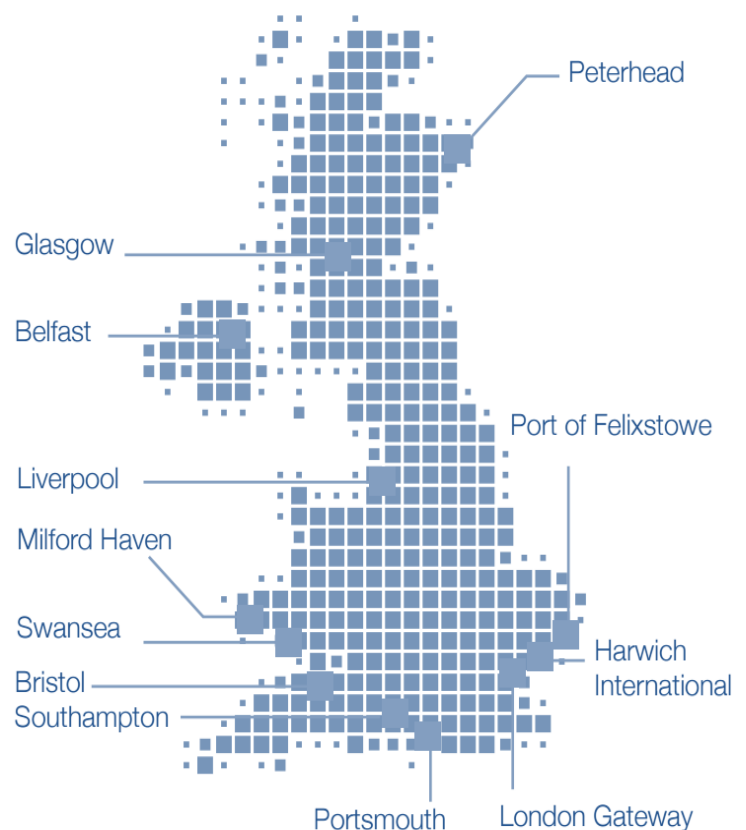 Peterhead
Glasgow
Belfast
Port of Felixstowe
Liverpool
Milford Haven
Swansea
Harwich
International
Bristol
Southampton
Portsmouth
London Gateway